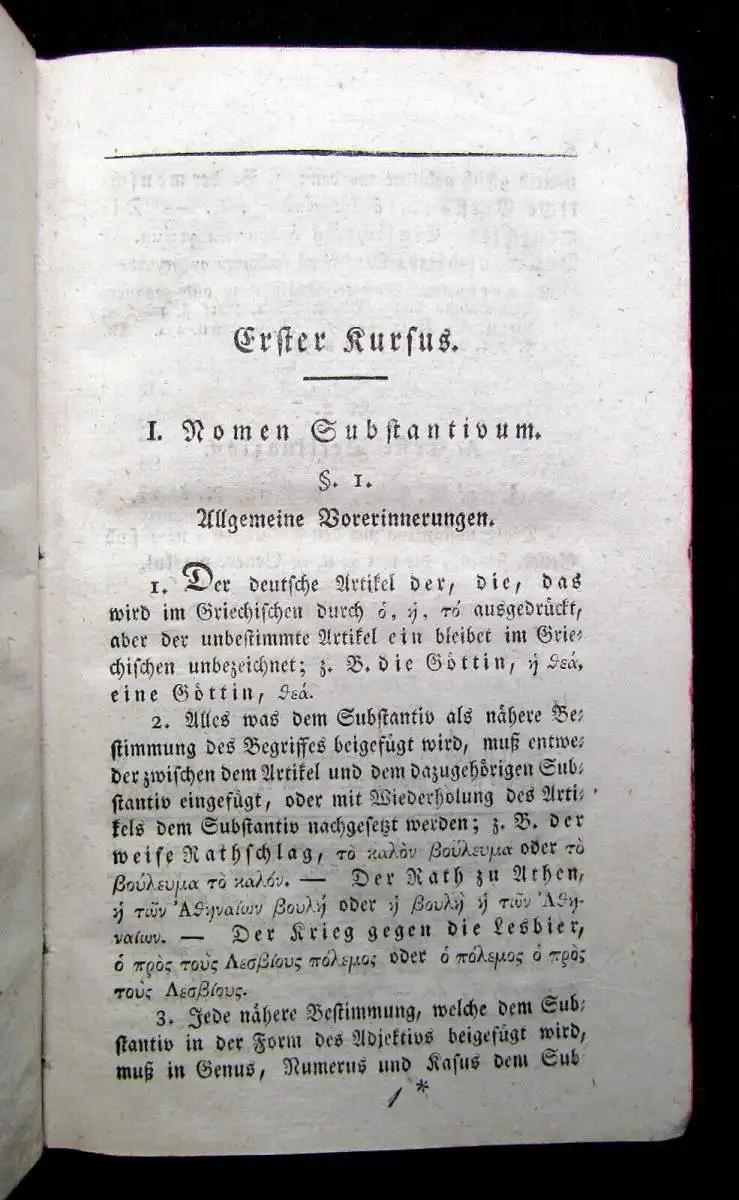 Erster Kursus.
I. Nomen Substantivum.
§. 1.
Allgemeine Vorerinnerungen.
1. Der deutsche Artikel der, die, das
wird im Griechischen durch ὁ, ἡ, τό ausgedrückt,
aber der unbestimmte Artikel ein bleibet im Grie-
chischen unbezeichnet; z. B. die Göttin, ἡ θεά,
eine Göttin, θεά.
2. Alles was dem Substantiv als nähere Be-
stimmung des Begriffes beigefügt wird, muß entwe-
der zwischen dem Artikel und dem dazugehörigen Sub-
stantiv eingefügt, oder mit Wiederholung des Arti-
kels dem Substantiv nachgesetzt werden; z. B. der
weise Rathschlag, τὸ καλὸν βούλευμα oder τὸ
βούλευμα τὸ καλόν. — Der Rath zu Athen,
ἡ τῶν Ἀθηναίων βουλή oder ἡ βουλὴ ἡ τῶν Ἀθη-
ναίων. — Der Krieg gegen die Lesbier,
ὁ πρὸς τοὺς Λεσβίους πόλεμος oder ὁ πόλεμος ὁ πρὸς
τοὺς Λεσβίους.
3. Jede nähere Bestimmung, welche dem Sub-
stantiv in der Form des Adjektivs beigefügt wird,
muß in Genus, Numerus und Kasus dem Sub-
1 *